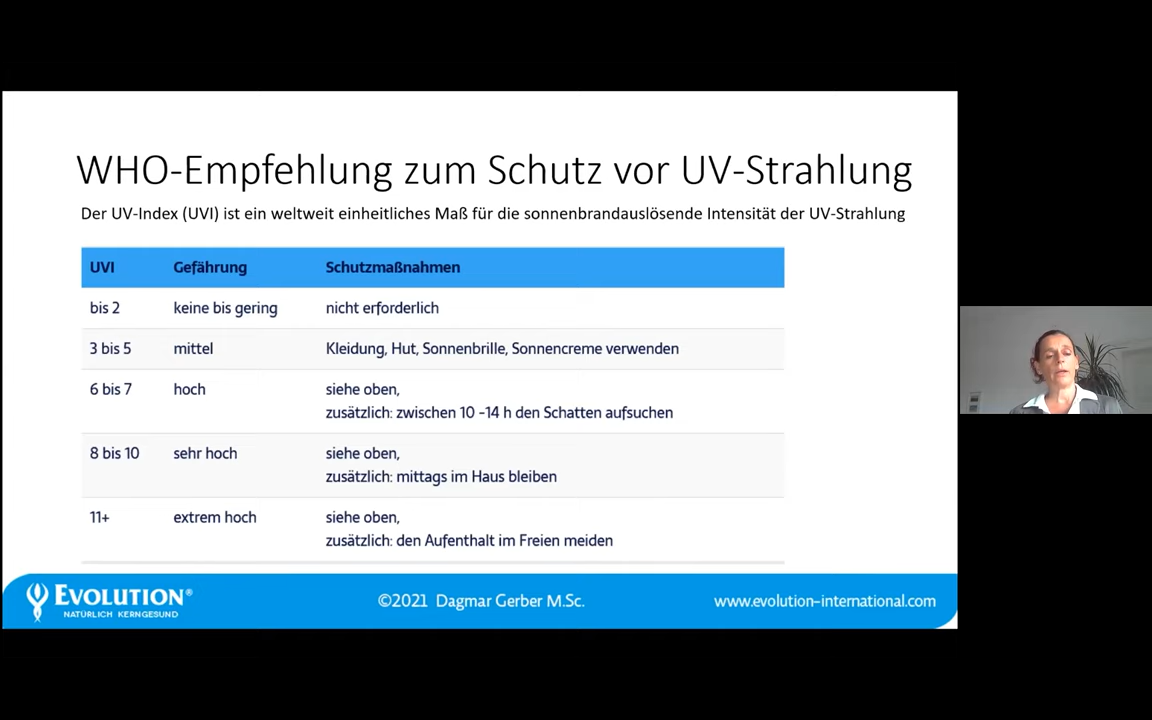 WHO-Empfehlung zum Schutz vor UV-Strahlung
Der UV-Index (UVI) ist ein weltweit einheitliches Maß für die sonnenbrandauslösende Intensität der UV-Strahlung
UVI Gefährung Schutzmaßnahmen
bis 2 keine bis gering nicht erforderlich
3 bis 5 mittel Kleidung, Hut, Sonnenbrille, Sonnencreme verwenden
6 bis 7 hoch siehe oben,
zusätzlich: zwischen 10 -14 h den Schatten aufsuchen
8 bis 10 sehr hoch siehe oben,
zusätzlich: mittags im Haus bleiben
11+ extrem hoch siehe oben,
zusätzlich: den Aufenthalt im Freien meiden
EVOLUTION®
NATÜRLICH KERNGESUND
©2021 Dagmar Gerber M.Sc.
www.evolution-international.com